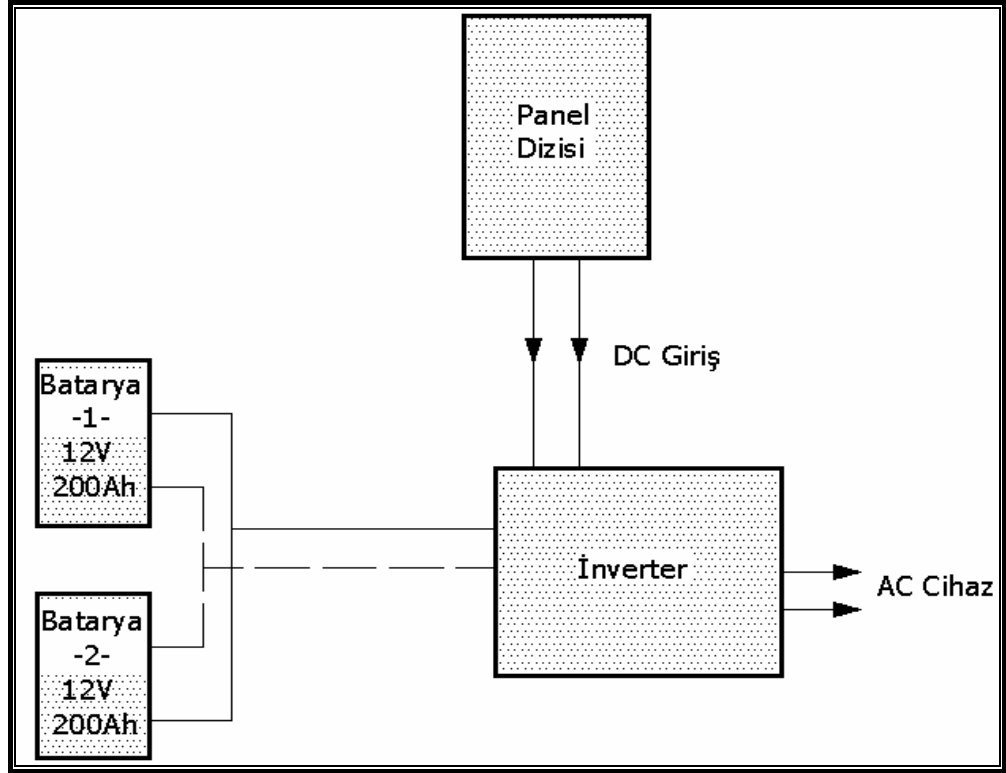 Panel
Dizisi
DC Giriş
Batarya
-1-
12V
200Ah
İnverter
AC Cihaz
Batarya
-2-
12V
200Ah